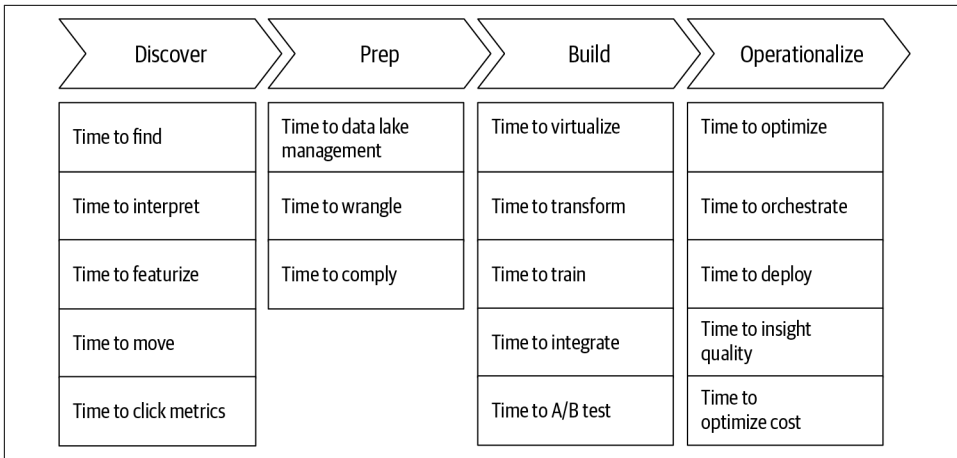 Discover
Prep
Build
Operationalize
Time to find
Time to interpret
Time to featurize
Time to move
Time to click metrics
Time to data lake
management
Time to wrangle
Time to comply
Time to virtualize
Time to transform
Time to train
Time to integrate
Time to A/B test
Time to optimize
Time to orchestrate
Time to deploy
Time to insight
quality
Time to
optimize cost